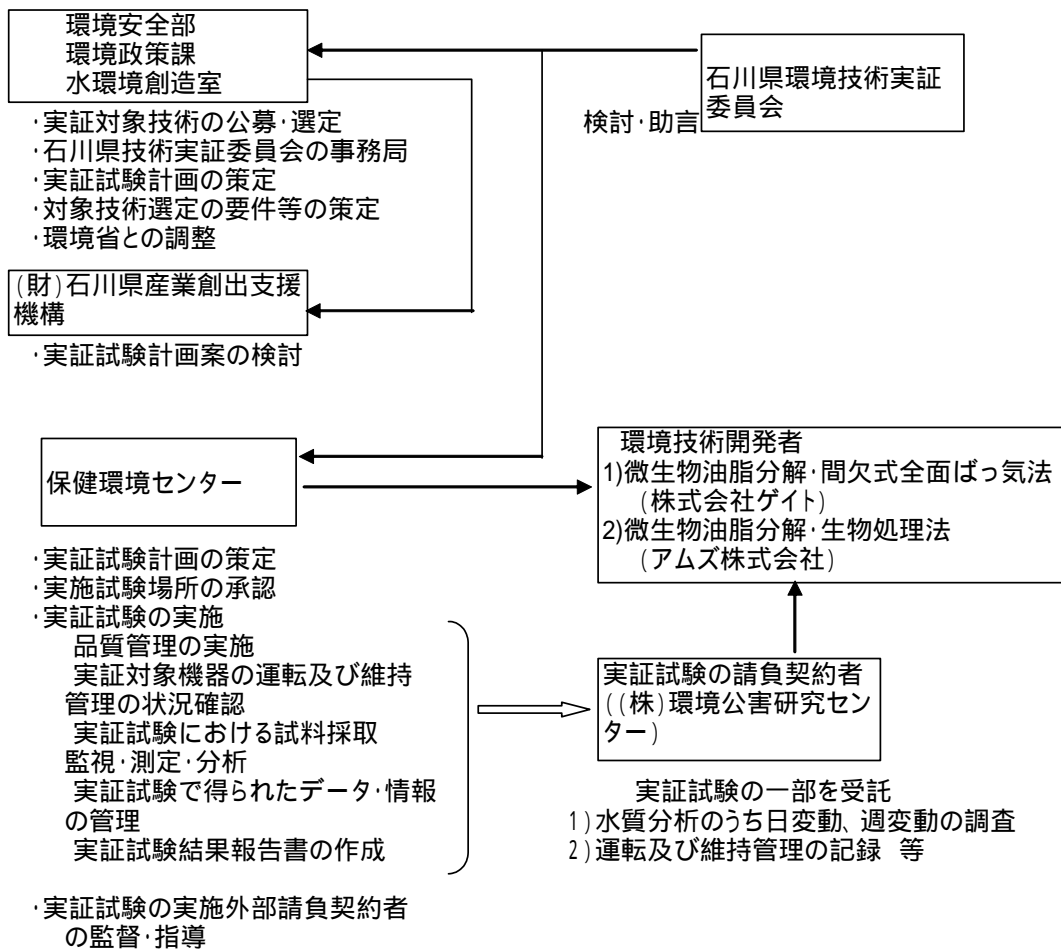 環境安全部
環境政策課
水環境創造室
石川県環境技術実証
委員会
検討・助言
・実証対象技術の公募・選定
・石川県技術実証委員会の事務局
・実証試験計画の策定
・対象技術選定の要件等の策定
・環境省との調整
(財)石川県産業創出支援
機構
・実証試験計画案の検討
保健環境センター
環境技術開発者
1)微生物油脂分解・間欠式全面ばっ気法
(株式会社ゲイト)
2)微生物油脂分解・生物処理法
(アムズ株式会社)
・実証試験計画の策定
・実施試験場所の承認
・実証試験の実施
品質管理の実施
実証対象機器の運転及び維持
管理の状況確認
実証試験における試料採取
監視・測定・分析
実証試験で得られたデータ・情報
の管理
実証試験結果報告書の作成
・実証試験の実施外部請負契約者
の監督・指導
実証試験の請負契約者
((株)環境公害研究セン
ター)
実証試験の一部を受託
1)水質分析のうち日変動、週変動の調査
2)運転及び維持管理の記録 等